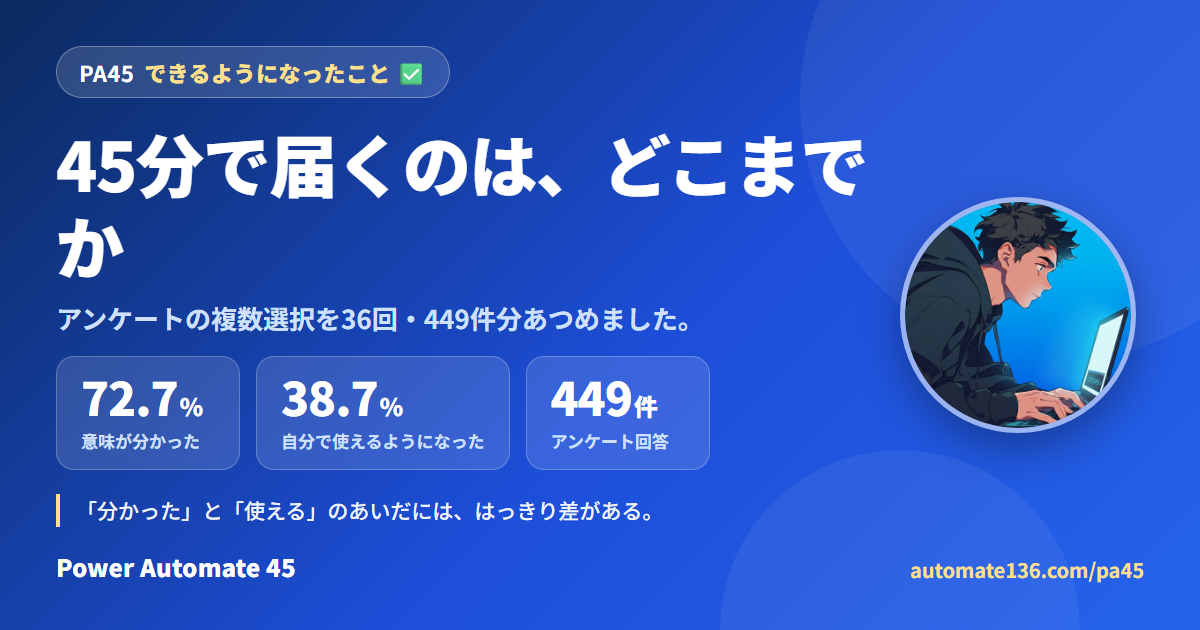 PA45 できるようになったこと ✅
45分で届くのは、どこまで
か
アンケートの複数選択を36回・449件分あつめました。
72.7%
意味が分かった
38.7%
自分で使えるようになった
449件
アンケート回答
「分かった」と「使える」のあいだには、はっきり差がある。
Power Automate 45
automate136.com/pa45